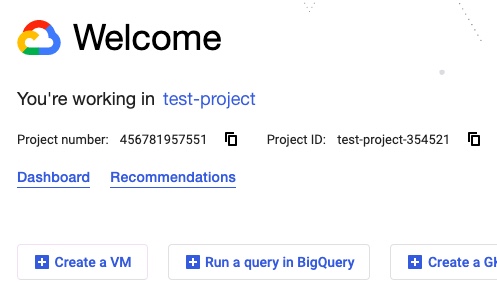 Welcome
You're working in test-project
Project number: 456781957551 Project ID: test-project-354521
Dashboard Recommendations
Create a VM Run a query in BigQuery Create a GK